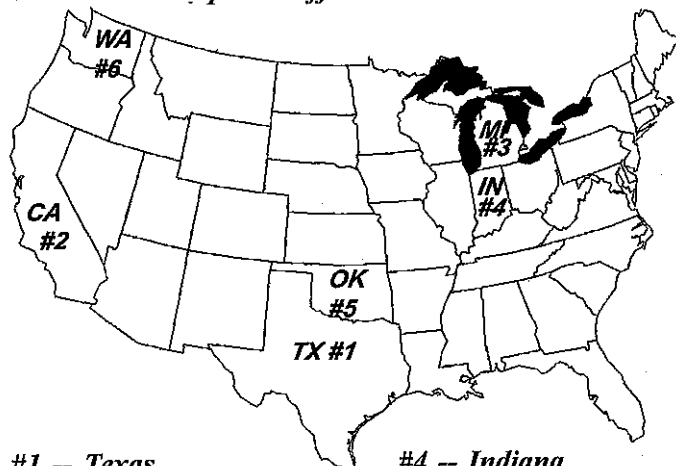 WA
#6
MI
#3
IN
#4
CA
#2
OK
#5
TX #1
#1 -- Texas
#4 -- Indiana